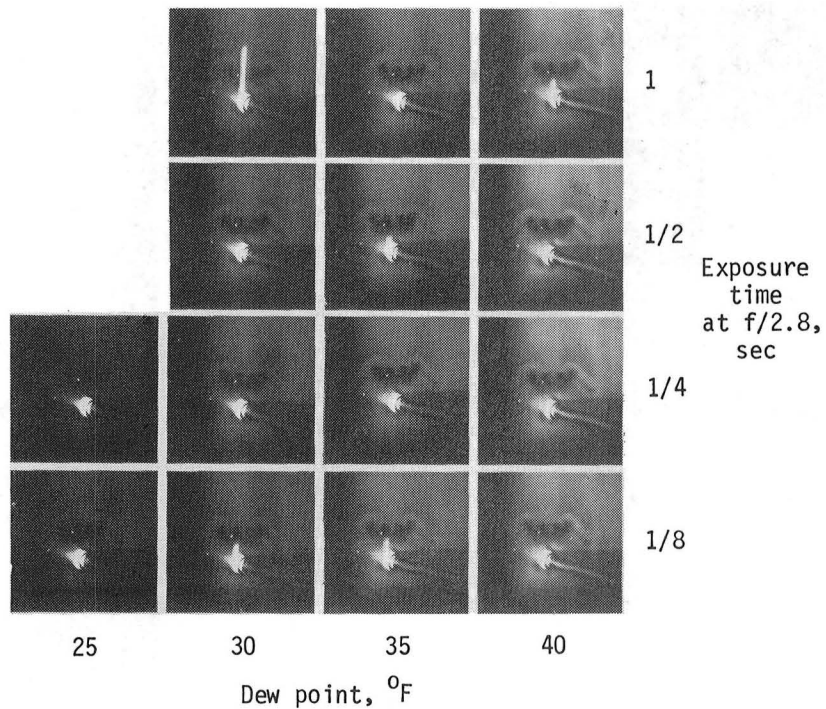 1
1/2
Exposure
time
at f/2.8,
sec
1/4
1/8
25 30 35 40
Dew point, °F